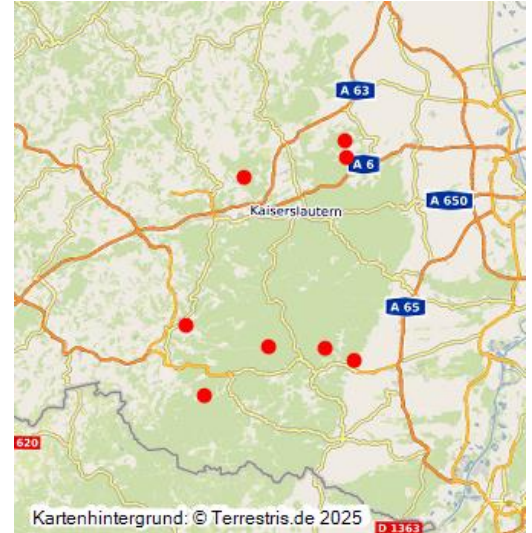 A 63
A 6
Kaiserslautern
A 650
A 65
620
Kartenhintergrund: © Terrestris.de 2025
D 1363